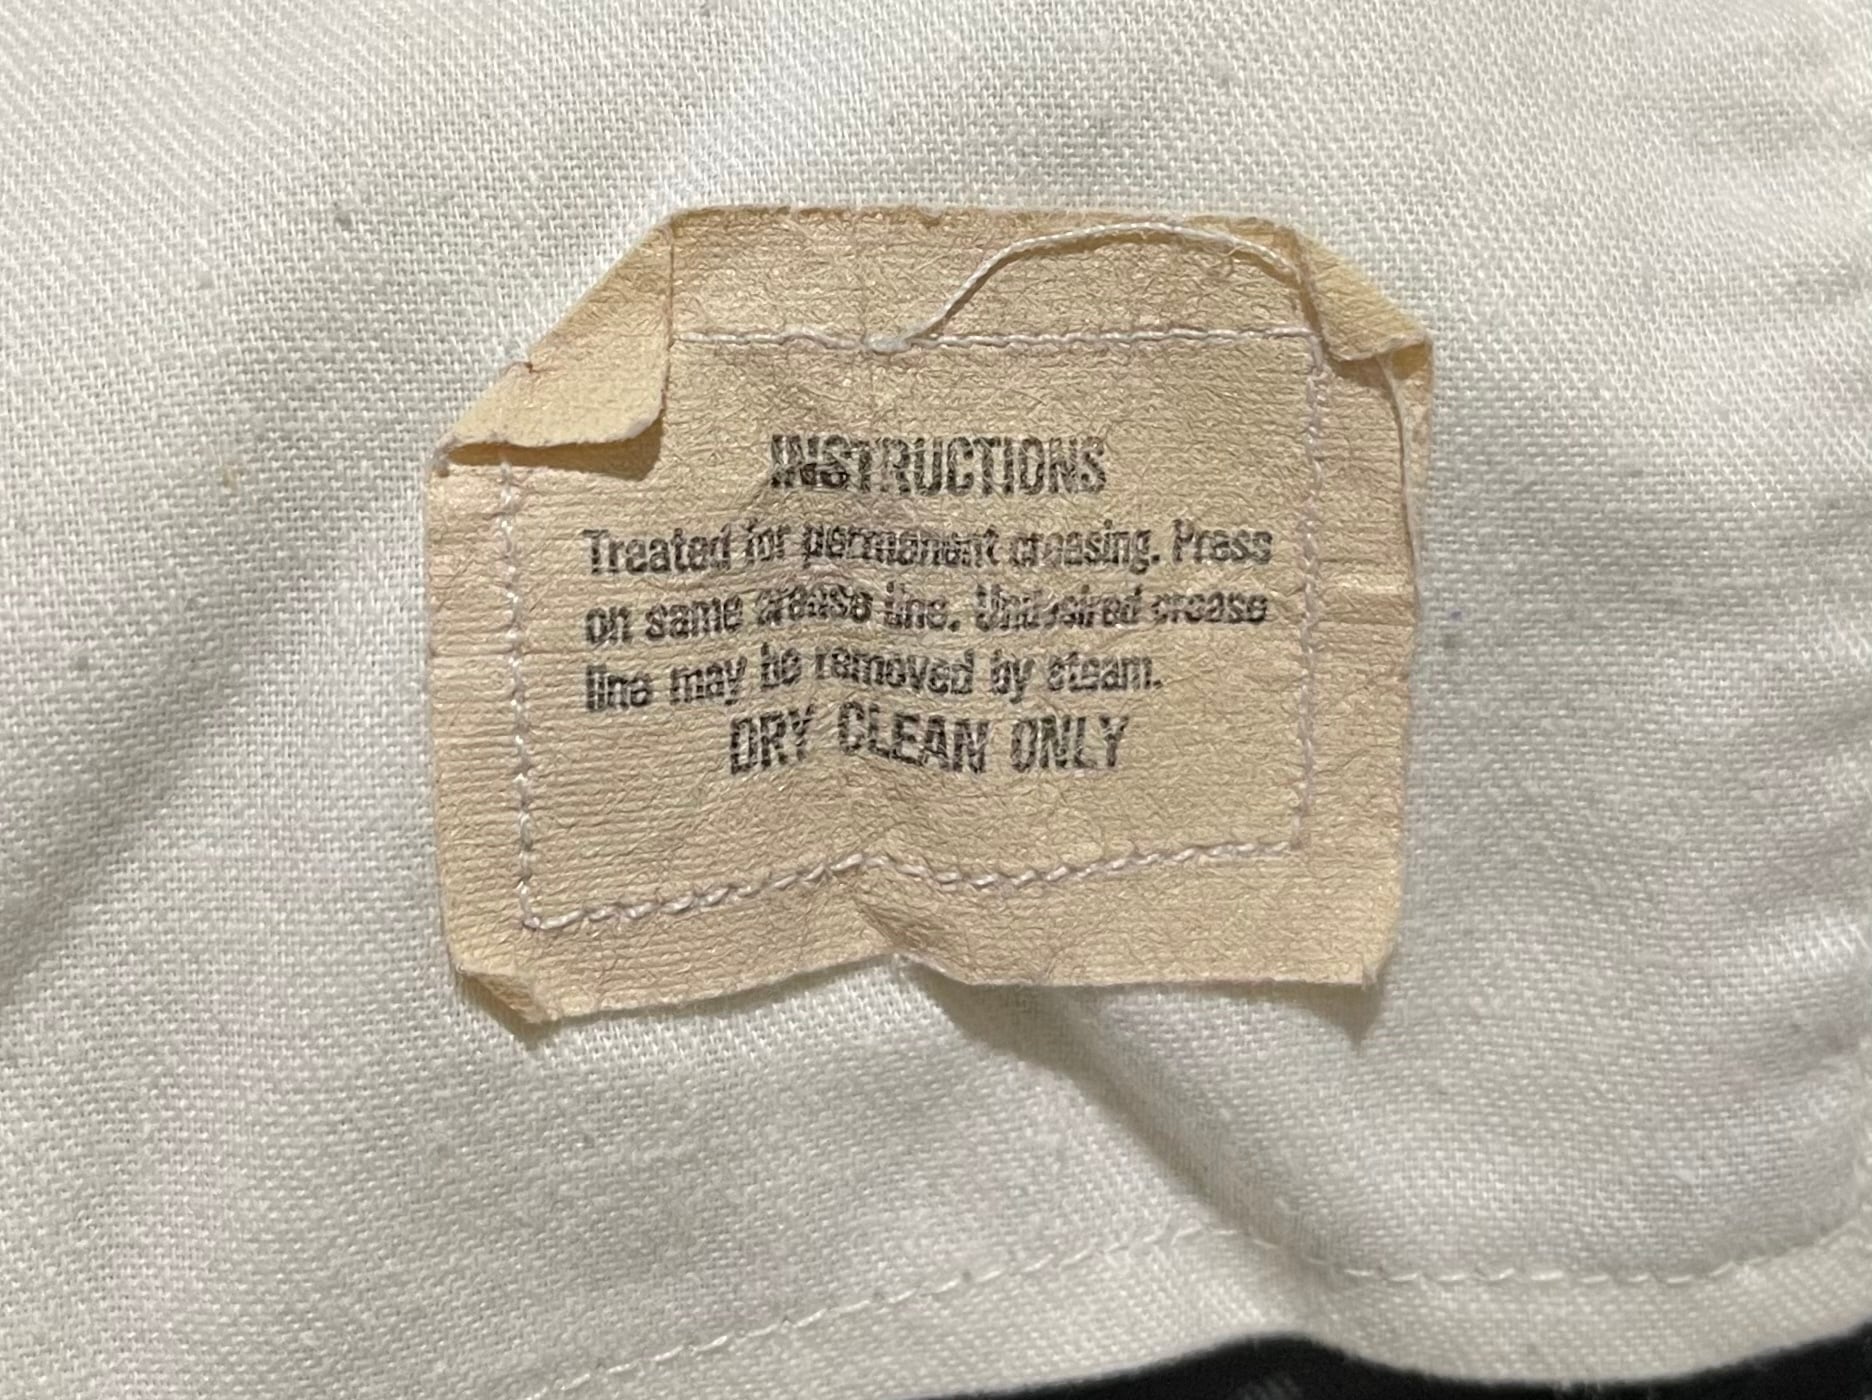 INSTRUCTIONS
Treated for permanent creasing. Press
on same crease line. Undesired crease
line may be removed by steam.
DRY CLEAN ONLY